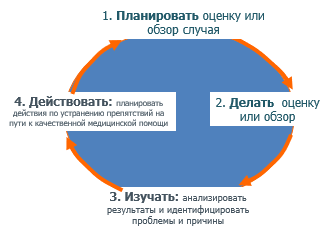 1. Планировать оценку или
обзор случая
2. Делать оценку
или обзор
3. Изучать: анализировать
результаты и идентифицировать
проблемы и причины
4. Действовать: планировать
действия по устранению препятствий на
пути к качественной медицинской помощи